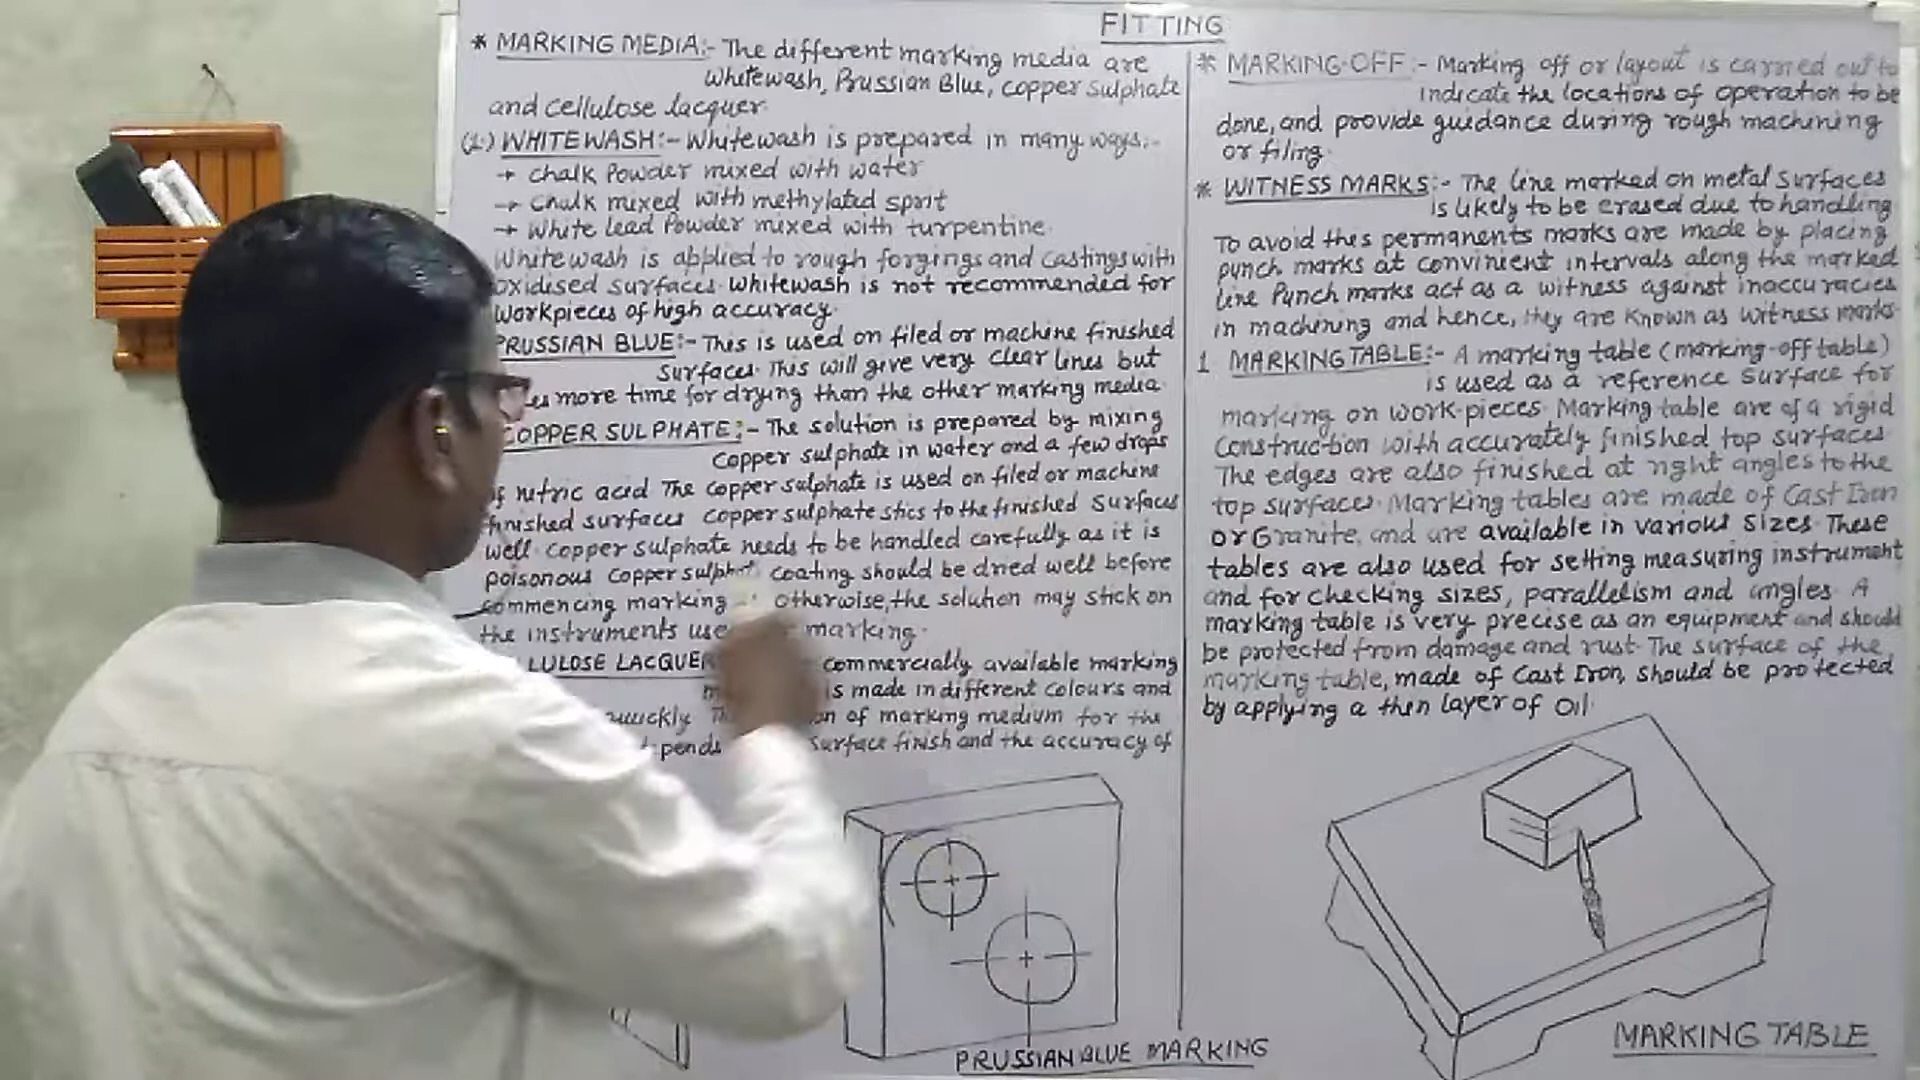 FITTING
* MARKING MEDIA:- The different marking media are
whitewash, Prussian Blue, copper sulphate
and cellulose lacquer.
(1.) WHITEWASH:- Whitewash is prepared in many ways:-
→ Chalk Powder mixed with water
→ Chalk mixed with methylated sprit
→ White lead Powder mixed with turpentine.
Whitewash is applied to rough forgings and castings with
oxidised surfaces. Whitewash is not recommended for
workpieces of high accuracy.
PRUSSIAN BLUE:- This is used on filed or machine finished
surfaces. This will give very clear lines but
more time for drying than the other marking media.
COPPER SULPHATE:- The solution is prepared by mixing
copper sulphate in water and a few drops
of nitric acid The copper sulphate is used on filed or machine
finished surfaces copper sulphate stics to the finished surfaces
well. copper sulphate needs to be handled carefully as it is
poisonous copper sulphat coating should be dried well before
commencing marking otherwise, the solution may stick on
the instruments use marking.
LULOSE LACQUER commercially available marking
is made in different colours and
quickly of marking medium for the
surface finish and the accuracy of
PRUSSIAN BLUE MARKING
* MARKING-OFF:- Marking off or layout is carried out to
indicate the locations of operation to be
done, and provide guidance during rough machining
or filing.
* WITNESS MARKS:- The line marked on metal surfaces
is likely to be erased due to handling
To avoid this permanents marks are made by placing
punch marks at convinient intervals along the marked
line Punch marks act as a witness against inaccuracies
in machining and hence, they are known as witness marks.
1 MARKING TABLE:- A marking table (marking-off table)
is used as a reference surface for
marking on work-pieces. Marking table are of a rigid
construction with accurately finished top surfaces.
The edges are also finished at right angles to the
top surfaces. Marking tables are made of Cast Iron
or Granite, and are available in various sizes. These
tables are also used for setting measuring instrument
and for checking sizes, parallelism and angles. A
marking table is very precise as an equipment and should
be protected from damage and rust. The surface of the
marking table, made of Cast Iron, should be protected
by applying a then layer of oil.
MARKING TABLE